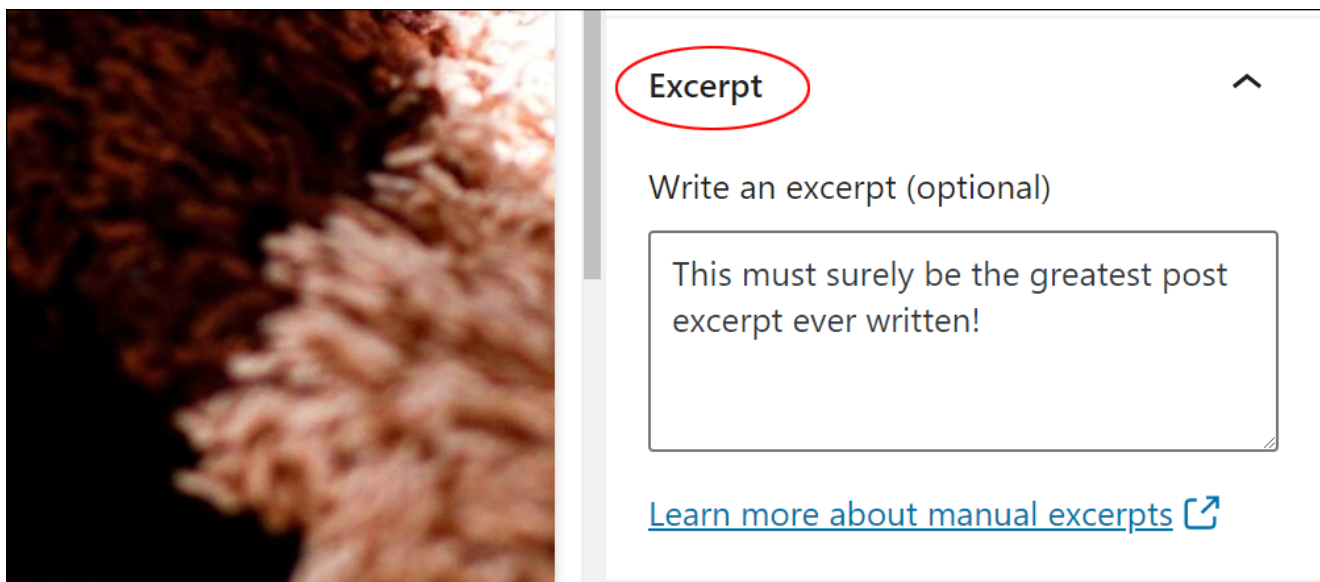 Excerpt
Write an excerpt (optional)
This must surely be the greatest post
excerpt ever written!
Learn more about manual excerpts